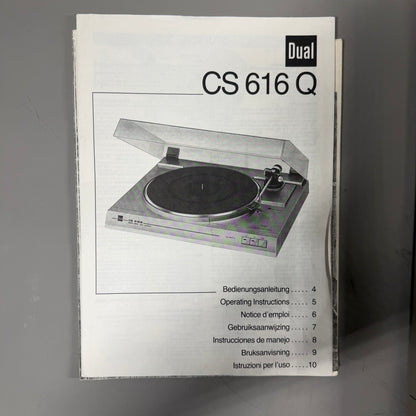 Dual
CS 616 Q
Bedienungsanleitung ..... 4
Operating Instructions ..... 5
Notice d'emploi ..... 6
Gebruiksaanwijzing ..... 7
Instrucciones de manejo ..... 8
Bruksanvisning ..... 9
Istruzioni per l'uso ..... 10